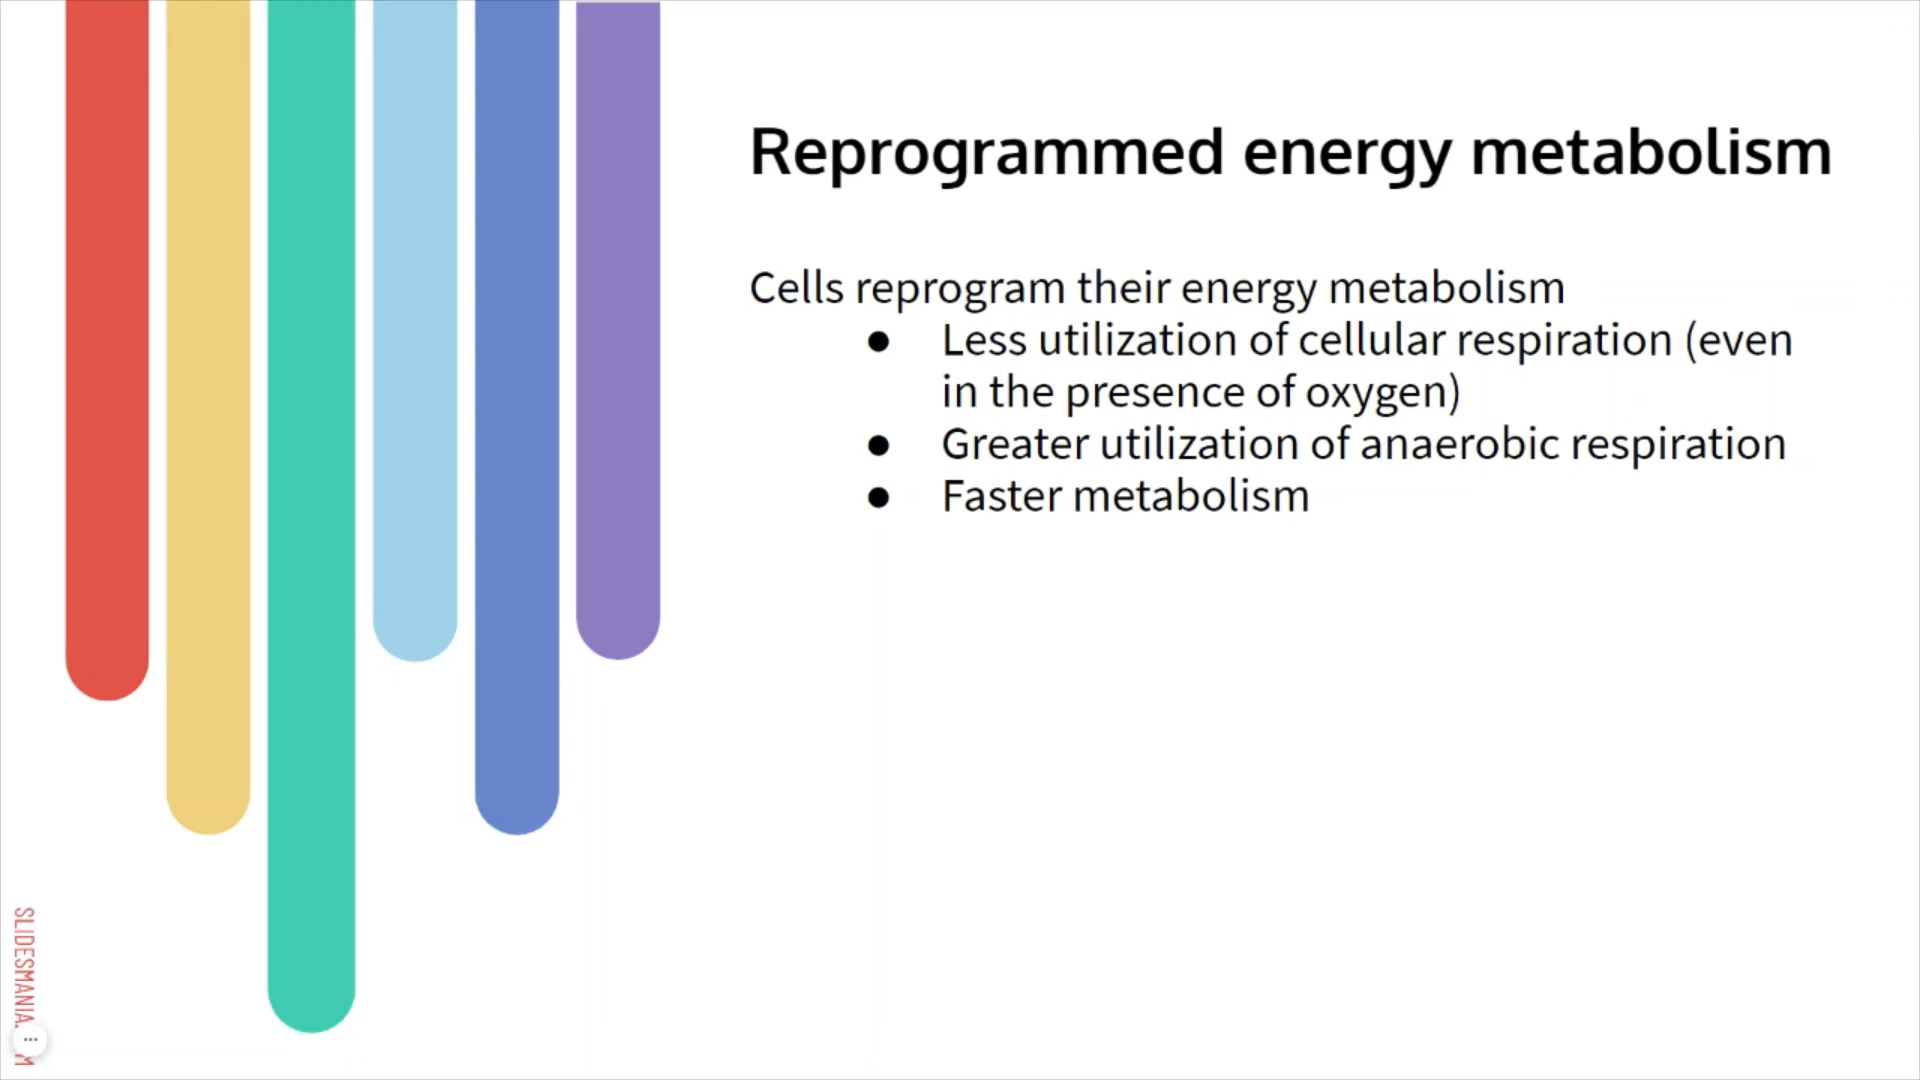 Reprogrammed energy metabolism
Cells reprogram their energy metabolism
● Less utilization of cellular respiration (even
in the presence of oxygen)
● Greater utilization of anaerobic respiration
● Faster metabolism
SLIDESMANIA.